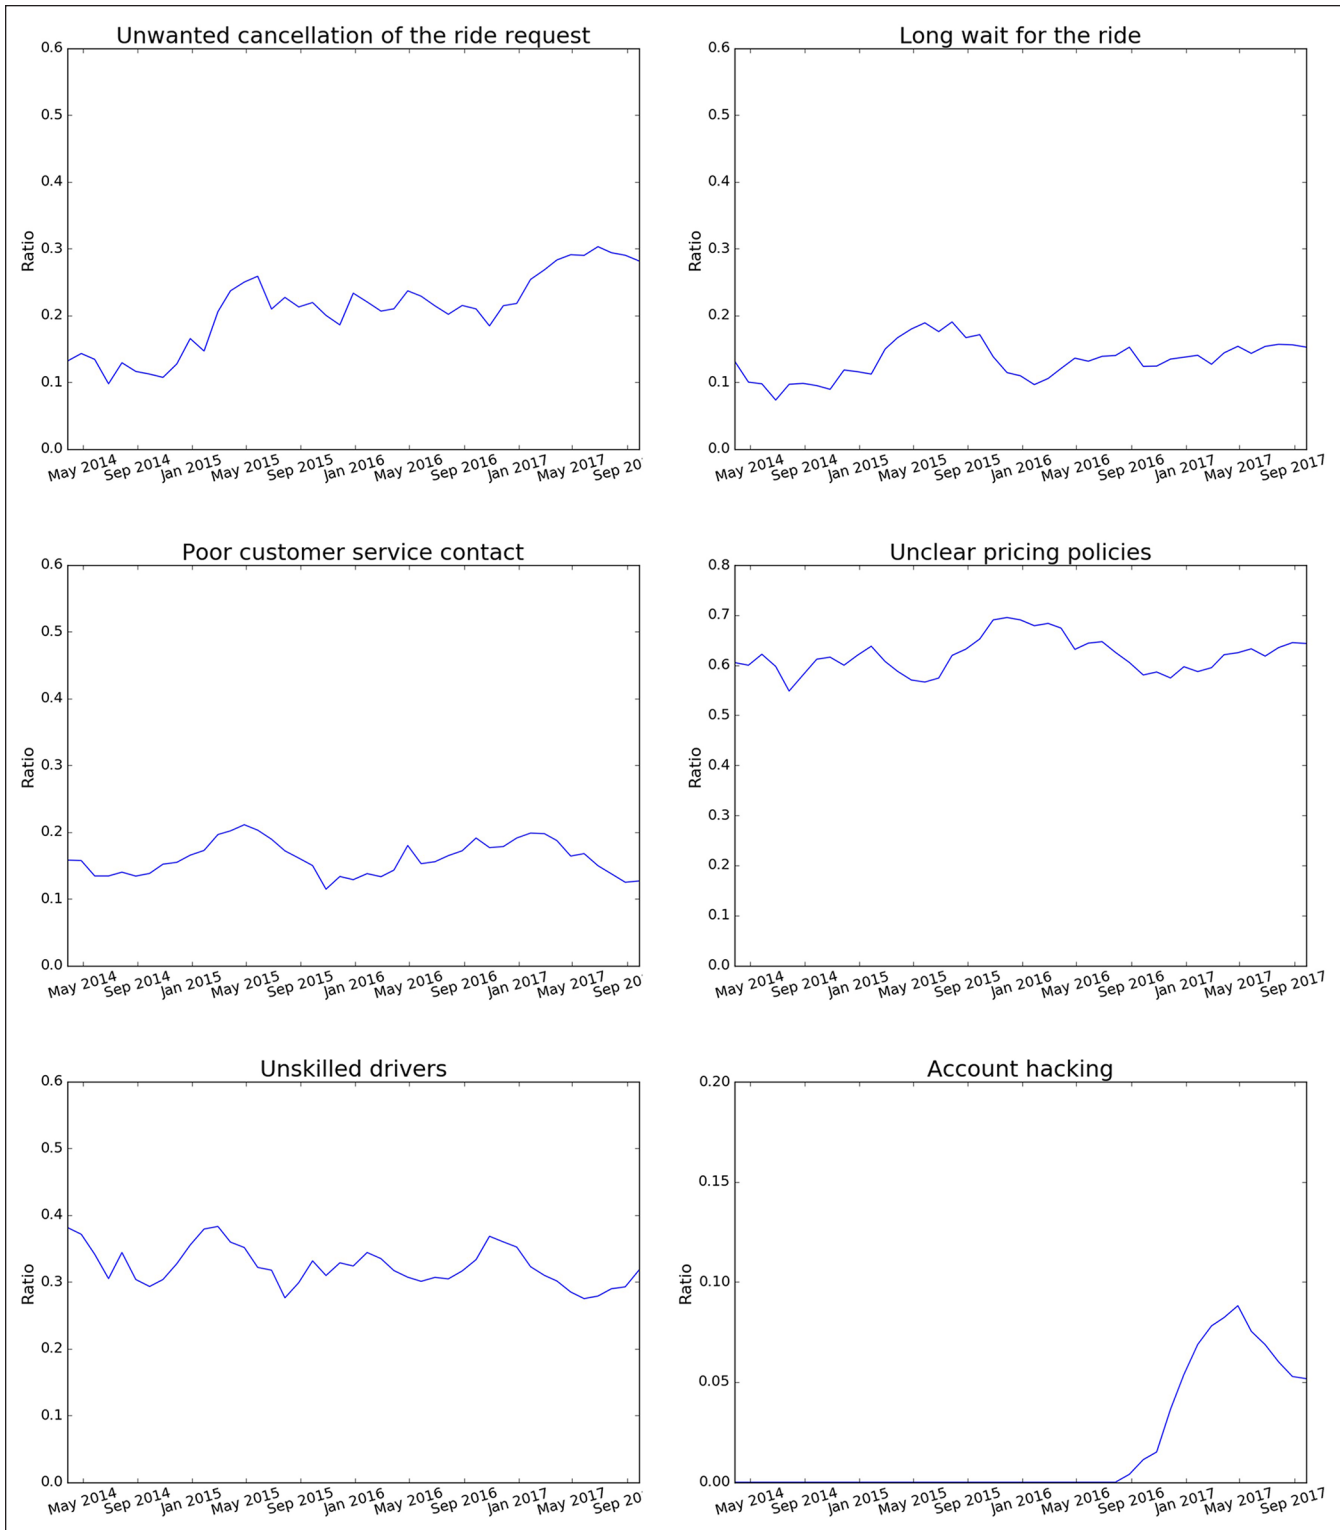 Unwanted cancellation of the ride request
0.6
0.5
0.4
0.3
0.2
0.1
0.0
Ratio
May 2014 Sep 2014 Jan 2015 May 2015 Sep 2015 Jan 2016 May 2016 Sep 2016 Jan 2017 May 2017 Sep 20
Long wait for the ride
0.6
0.5
0.4
0.3
0.2
0.1
0.0
Ratio
May 2014 Sep 2014 Jan 2015 May 2015 Sep 2015 Jan 2016 May 2016 Sep 2016 Jan 2017 May 2017 Sep 2017
Poor customer service contact
0.6
0.5
0.4
0.3
0.2
0.1
0.0
Ratio
May 2014 Sep 2014 Jan 2015 May 2015 Sep 2015 Jan 2016 May 2016 Sep 2016 Jan 2017 May 2017 Sep 20
Unclear pricing policies
0.8
0.7
0.6
0.5
0.4
0.3
0.2
0.1
0.0
Ratio
May 2014 Sep 2014 Jan 2015 May 2015 Sep 2015 Jan 2016 May 2016 Sep 2016 Jan 2017 May 2017 Sep 2017
Unskilled drivers
0.6
0.5
0.4
0.3
0.2
0.1
0.0
Ratio
May 2014 Sep 2014 Jan 2015 May 2015 Sep 2015 Jan 2016 May 2016 Sep 2016 Jan 2017 May 2017 Sep 20
Account hacking
0.20
0.15
0.10
0.05
0.00
Ratio
May 2014 Sep 2014 Jan 2015 May 2015 Sep 2015 Jan 2016 May 2016 Sep 2016 Jan 2017 May 2017 Sep 2017